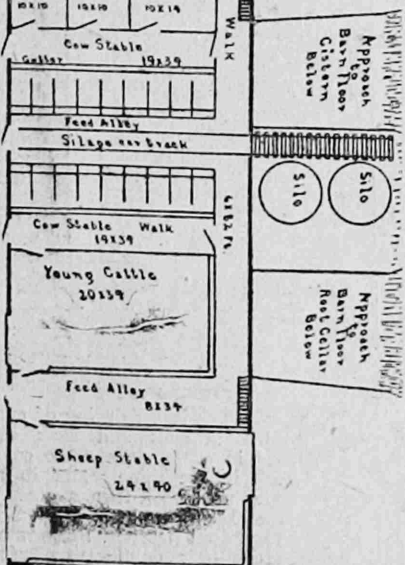 10x10
10x10
10x14
Walk
Cow Stable
Gutter 19x39
Feed Alley
Silage car track
6 ft
Cow Stable Walk
19x39
Young Cattle
20x39
Feed Alley
8x34
Sheep Stable
24x40
Approach
to
Barn Floor
Cistern
Below
Silo
Silo
Approach
to
Barn Floor
Root Cellar
Below